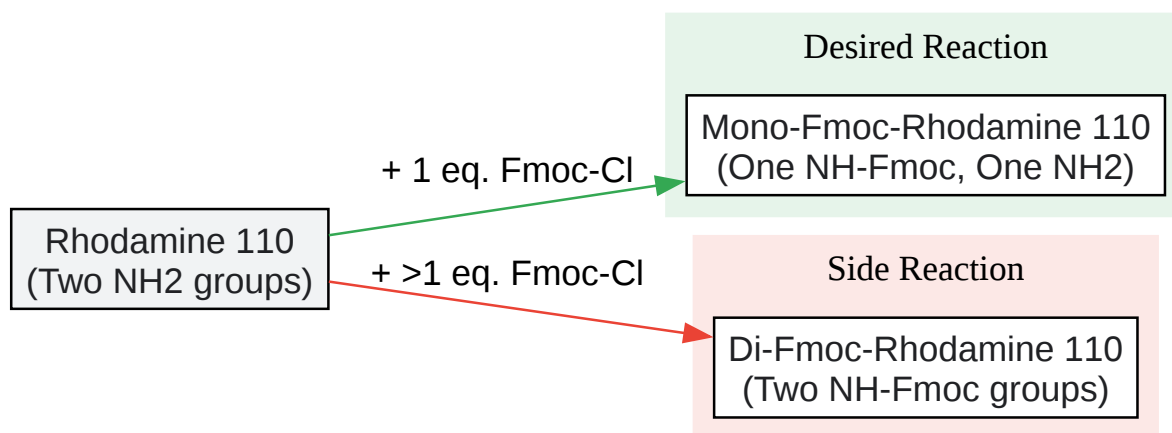 Desired Reaction
Mono-Fmoc-Rhodamine 110
(One NH-Fmoc, One NH2)
+ 1 eq. Fmoc-Cl
Rhodamine 110
(Two NH2 groups)
+ >1 eq. Fmoc-Cl
Side Reaction
Di-Fmoc-Rhodamine 110
(Two NH-Fmoc groups)